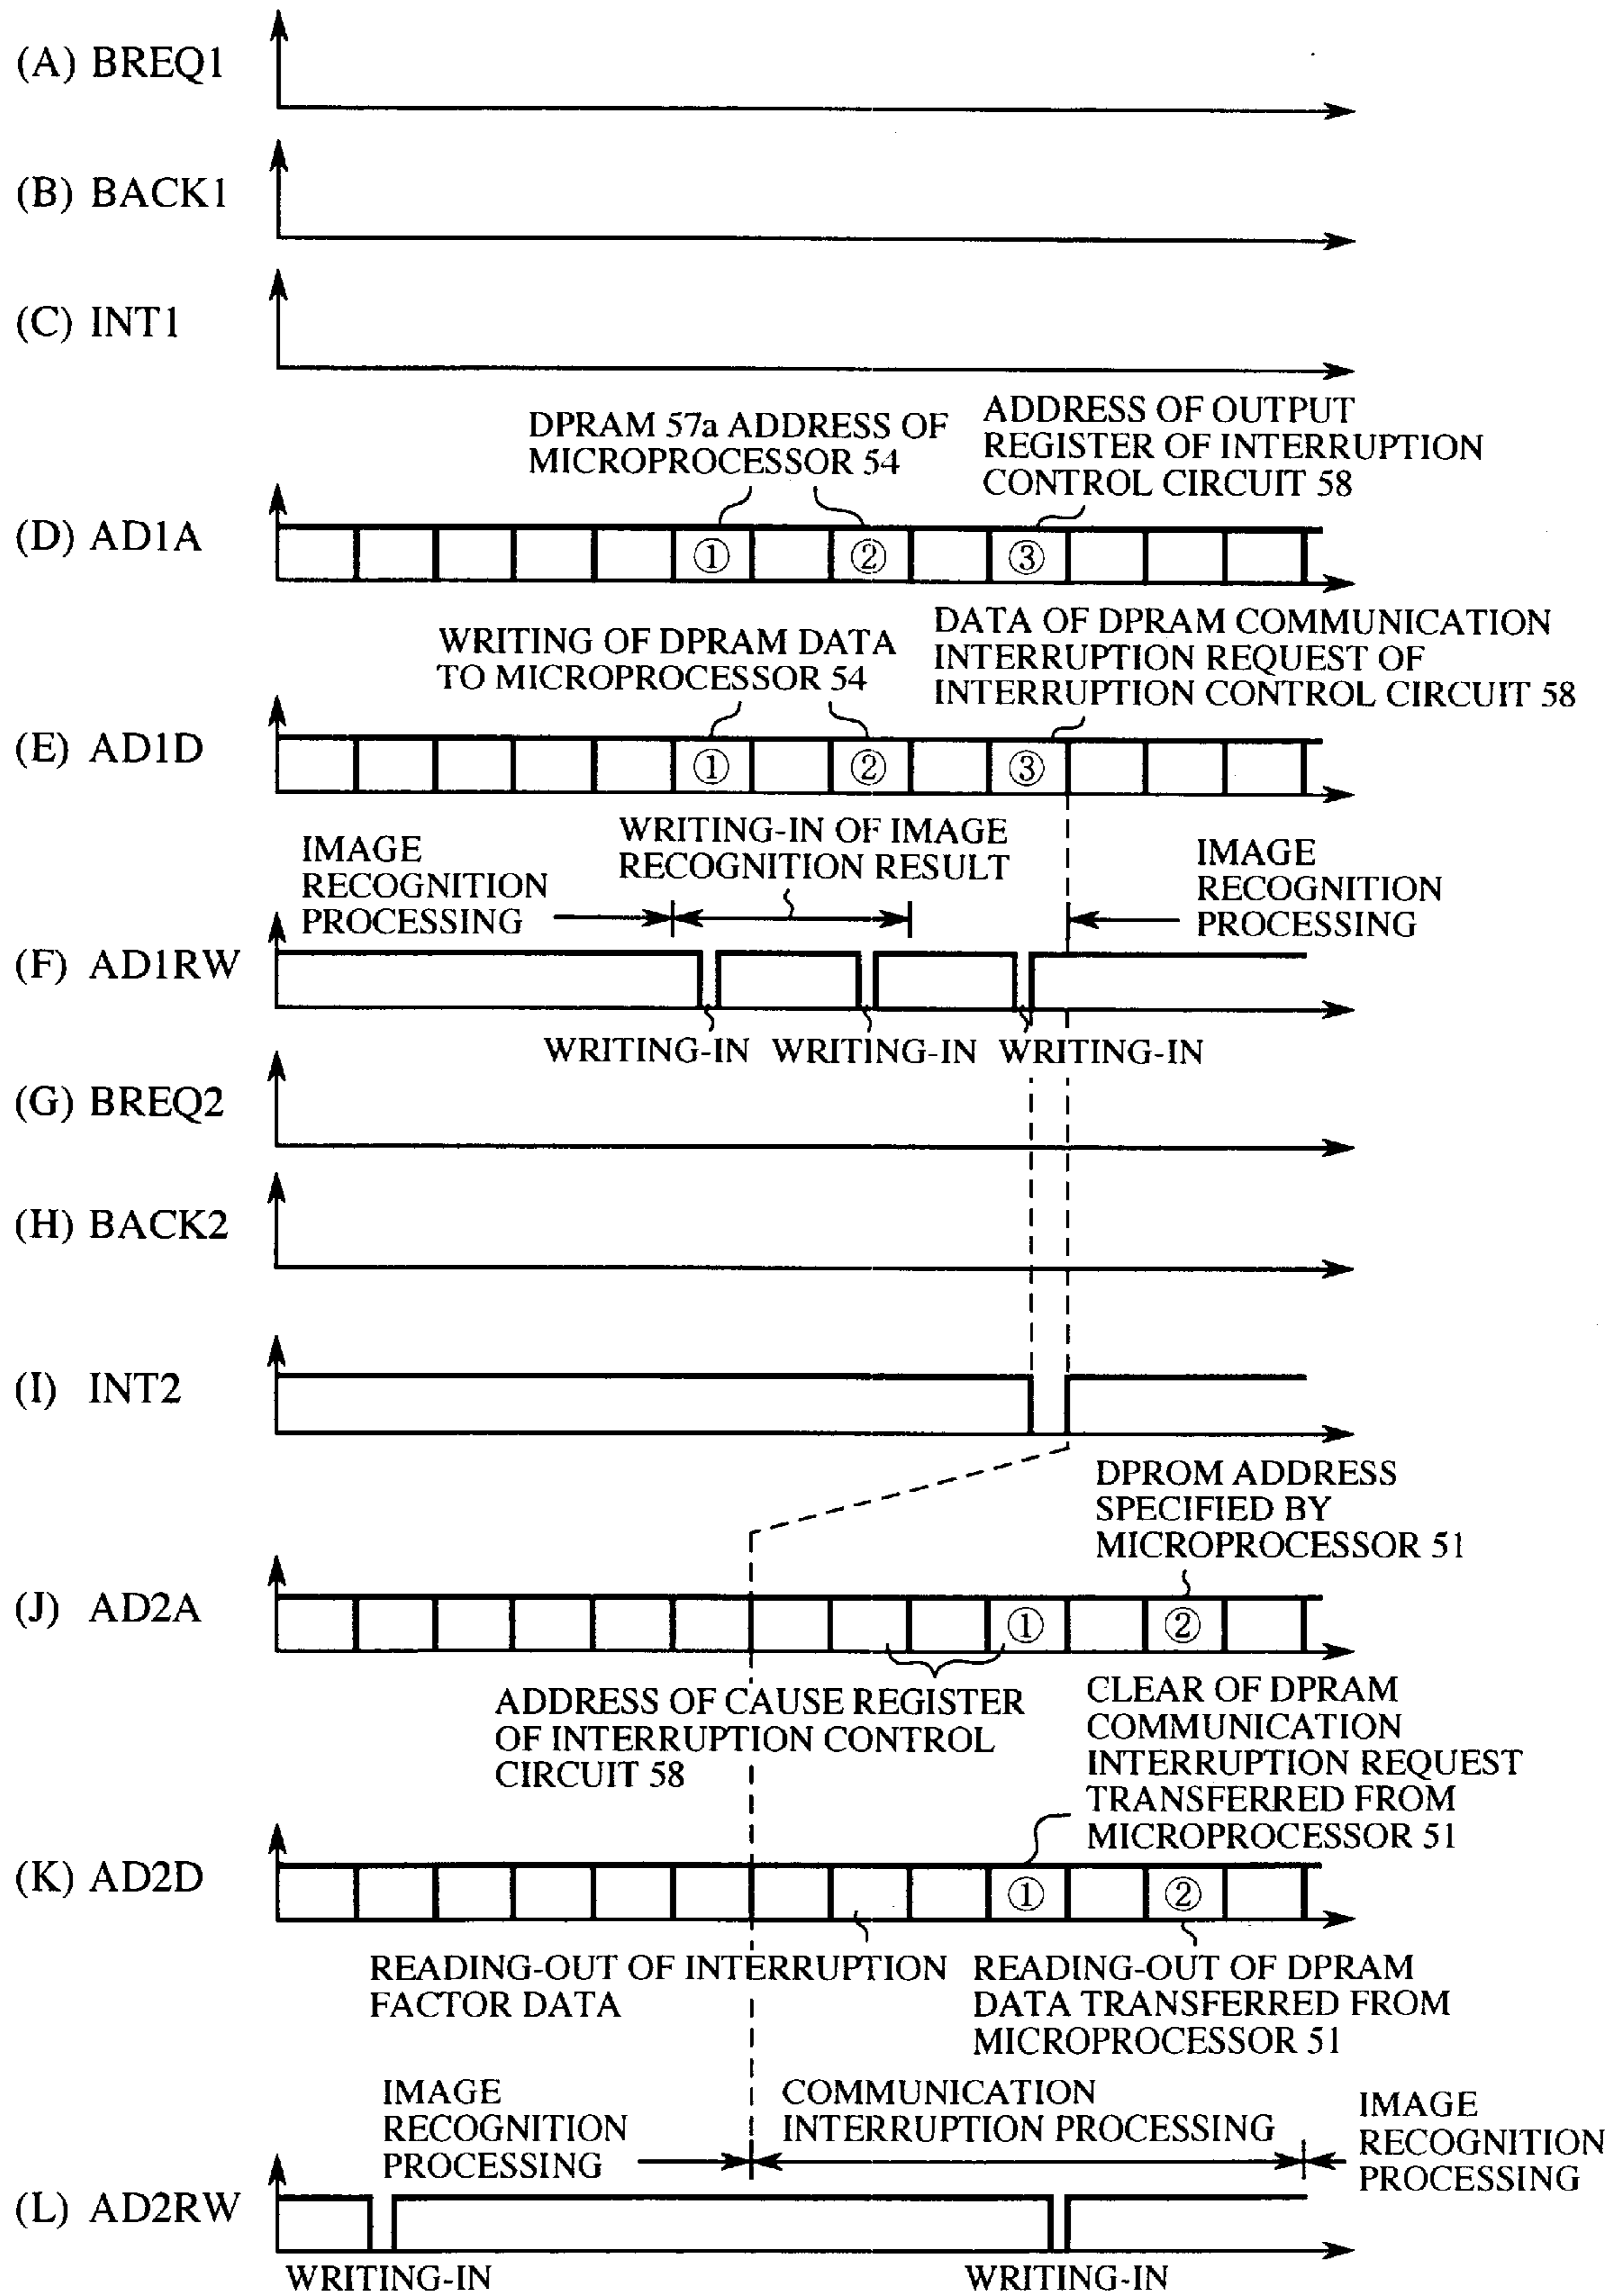 (A) BREQ1
(B) BACK1
(C) INT1
DPRAM 57a ADDRESS OF
MICROPROCESSOR 54
ADDRESS OF OUTPUT
REGISTER OF INTERRUPTION
CONTROL CIRCUIT 58
(D) AD1A
① ② ③
WRITING OF DPRAM DATA
TO MICROPROCESSOR 54
DATA OF DPRAM COMMUNICATION
INTERRUPTION REQUEST OF
INTERRUPTION CONTROL CIRCUIT 58
(E) AD1D
① ② ③
IMAGE
RECOGNITION
PROCESSING
WRITING-IN OF IMAGE
RECOGNITION RESULT
IMAGE
RECOGNITION
PROCESSING
(F) AD1RW
WRITING-IN WRITING-IN WRITING-IN
(G) BREQ2
(H) BACK2
(I) INT2
DPROM ADDRESS
SPECIFIED BY
MICROPROCESSOR 51
(J) AD2A
① ②
ADDRESS OF CAUSE REGISTER
OF INTERRUPTION CONTROL
CIRCUIT 58
CLEAR OF DPRAM
COMMUNICATION
INTERRUPTION REQUEST
TRANSFERRED FROM
MICROPROCESSOR 51
(K) AD2D
① ②
READING-OUT OF INTERRUPTION
FACTOR DATA
READING-OUT OF DPRAM
DATA TRANSFERRED FROM
MICROPROCESSOR 51
IMAGE
RECOGNITION
PROCESSING
COMMUNICATION
INTERRUPTION PROCESSING
IMAGE
RECOGNITION
PROCESSING
(L) AD2RW
WRITING-IN WRITING-IN